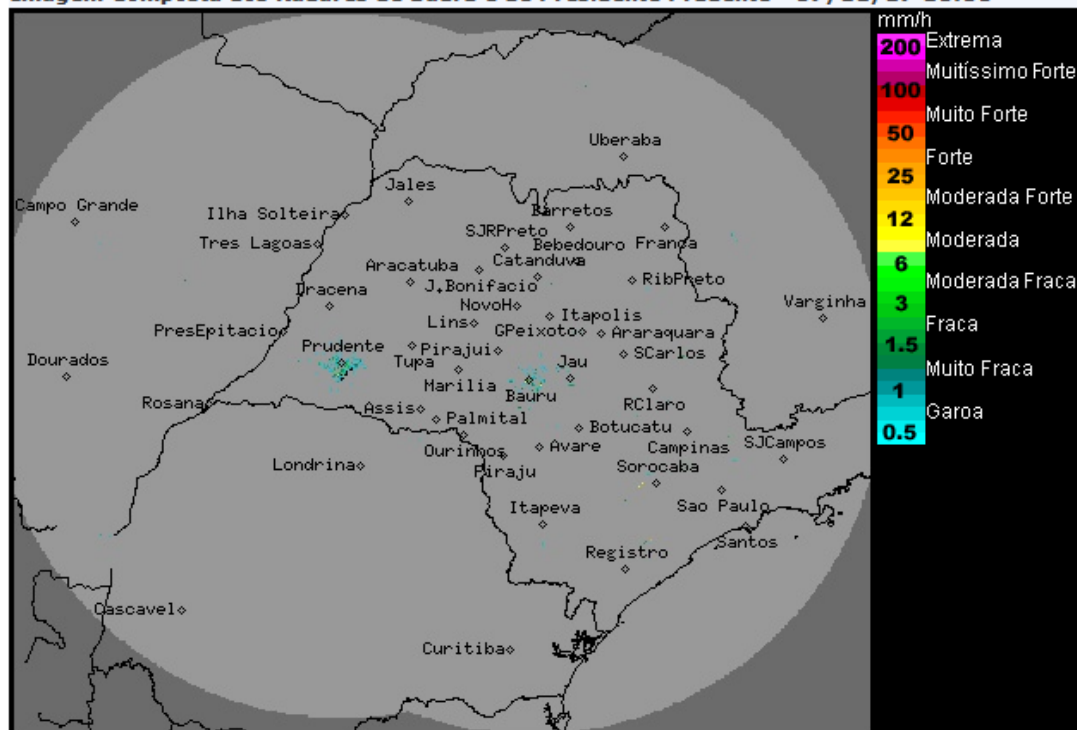 mm/h
200 Extrema
Muitíssimo Forte
100
Muito Forte
50
Forte
25
Moderada Forte
12
Moderada
6
Moderada Fraca
3
Fraca
1.5
Muito Fraca
1
Garoa
0.5
Uberaba
Jales
Campo Grande
Ilha Solteira
Barretos
Tres Lagoas
SJRPreto
Bebedouro
Franca
Aracatuba
Catanduva
J.Bonifacio
RibPreto
Dracena
NovoH
Itapolis
Varginha
PresEpitacio
Lins
GPeixoto
Araraquara
Prudente
Tupa
Pirajui
SCarlos
Dourados
Marilia
Jau
Bauru
Rosana
Assis
RClaro
Palmital
Botucatu
Ourinhos
Avare
Campinas
SJCampos
Londrina
Piraju
Sorocaba
Itapeva
Sao Paulo
Santos
Registro
Cascavel
Curitiba